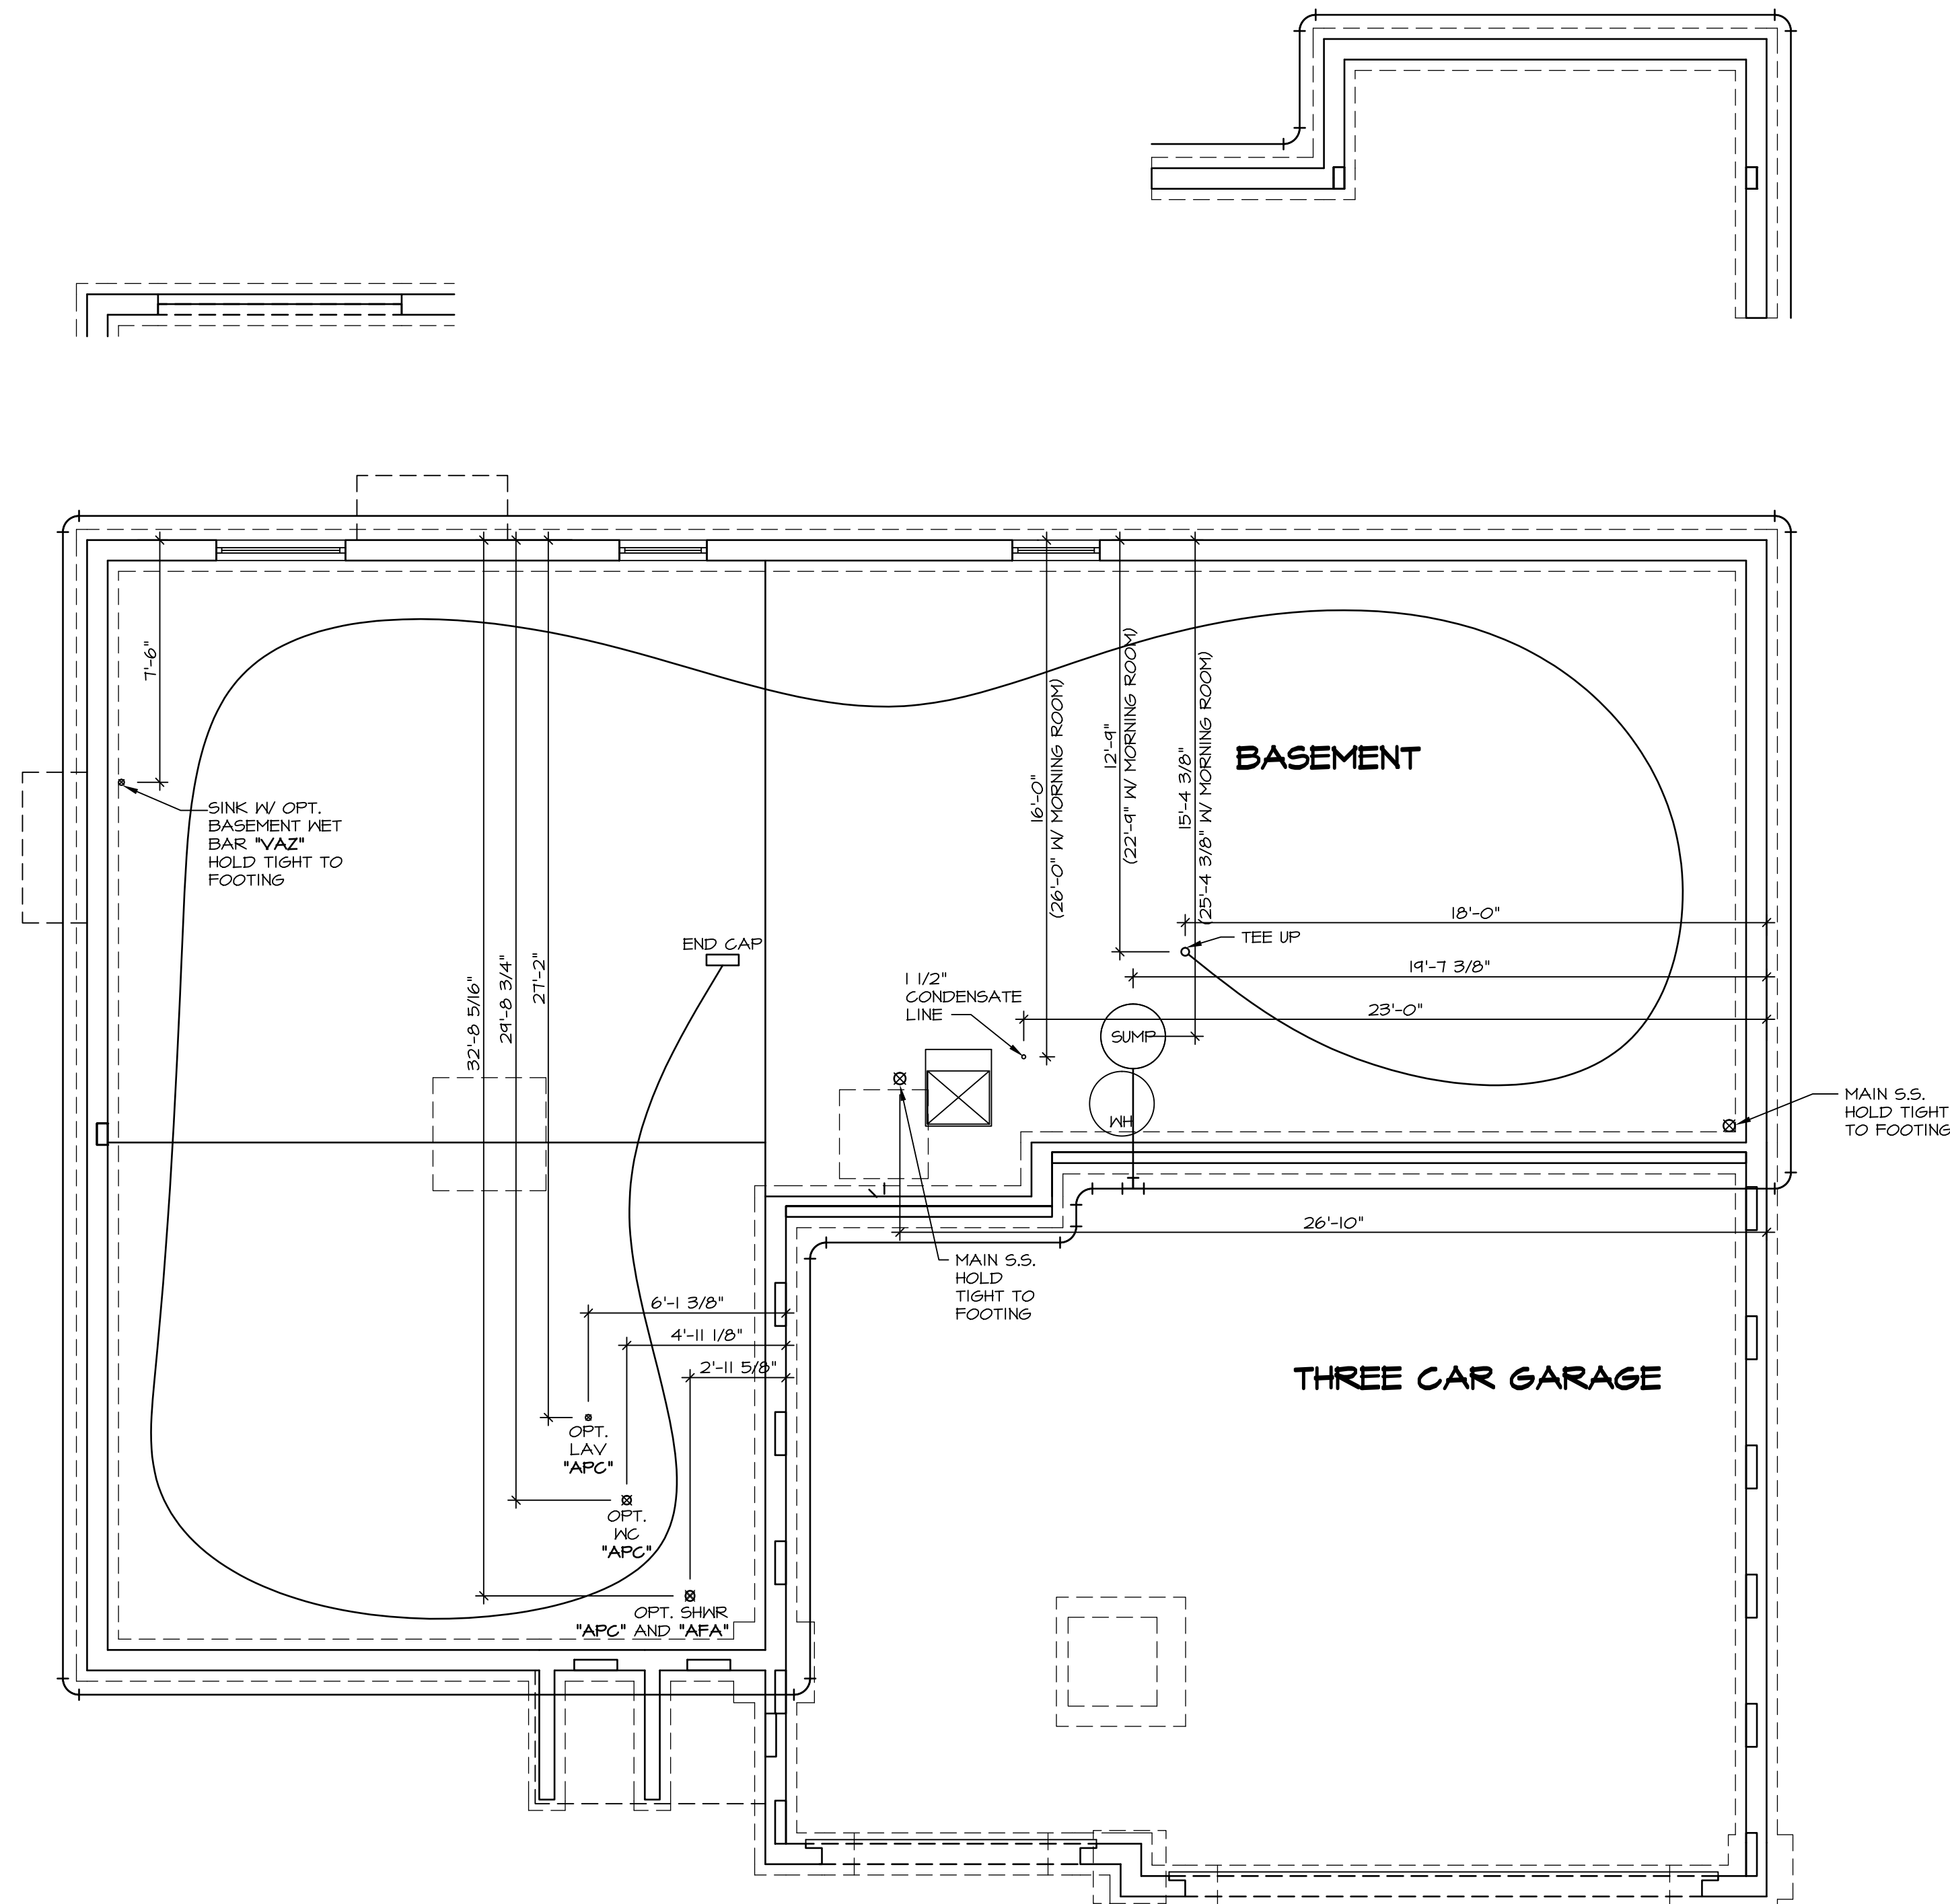 7'-6"
SINK W/ OPT.
BASEMENT WET
BAR "VAZ"
HOLD TIGHT TO
FOOTING
32'-8 5/16"
29'-8 3/4"
27'-2"
END CAP
1 1/2"
CONDENSATE
LINE
16'-0"
(26'-0" W/ MORNING ROOM)
12'-9"
(22'-9" W/ MORNING ROOM)
15'-4 3/8"
(25'-4 3/8" W/ MORNING ROOM)
BASEMENT
18'-0"
TEE UP
19'-7 3/8"
23'-0"
SUMP
WH
MAIN S.S.
HOLD TIGHT
TO FOOTING
26'-10"
MAIN S.S.
HOLD
TIGHT TO
FOOTING
6'-1 3/8"
4'-11 1/8"
2'-11 5/8"
THREE CAR GARAGE
OPT.
LAV
"APC"
OPT.
WC
"APC"
OPT. SHWR
"APC" AND "AFA"